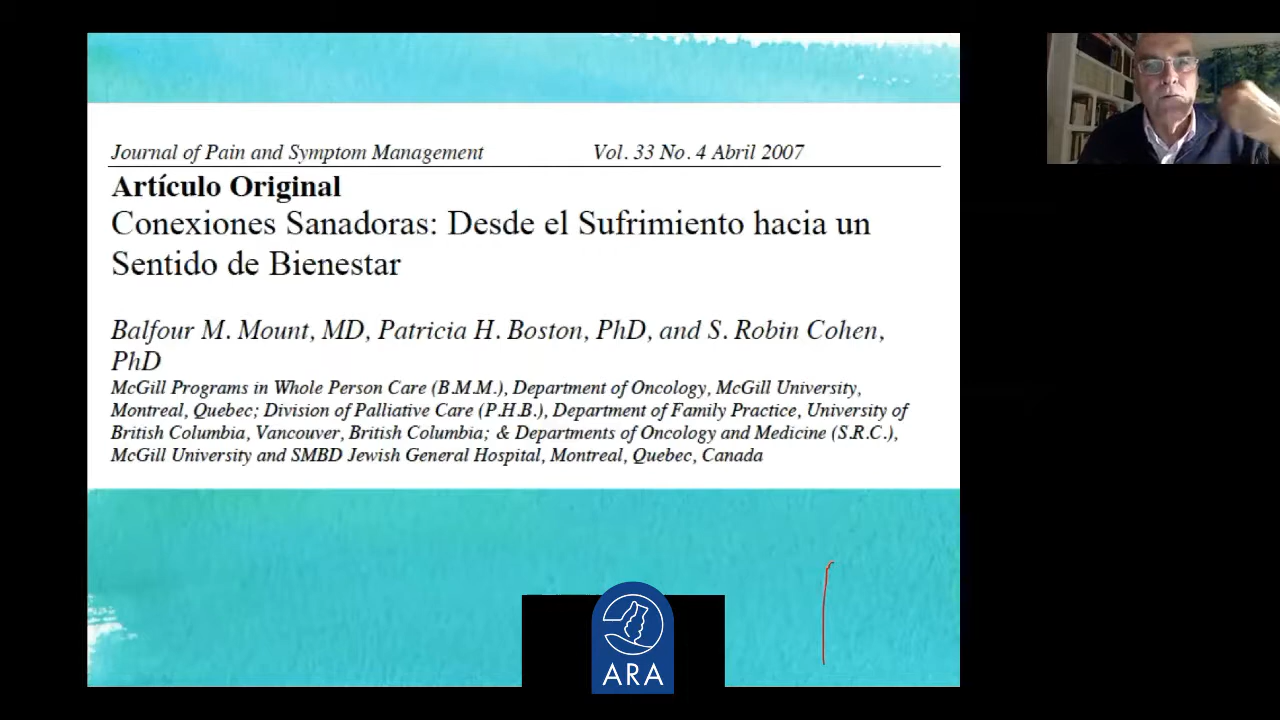 Journal of Pain and Symptom Management Vol. 33 No. 4 Abril 2007
Artículo Original
Conexiones Sanadoras: Desde el Sufrimiento hacia un
Sentido de Bienestar
Balfour M. Mount, MD, Patricia H. Boston, PhD, and S. Robin Cohen,
PhD
McGill Programs in Whole Person Care (B.M.M.), Department of Oncology, McGill University,
Montreal, Quebec; Division of Palliative Care (P.H.B.), Department of Family Practice, University of
British Columbia, Vancouver, British Columbia; & Departments of Oncology and Medicine (S.R.C.),
McGill University and SMBD Jewish General Hospital, Montreal, Quebec, Canada
ARA